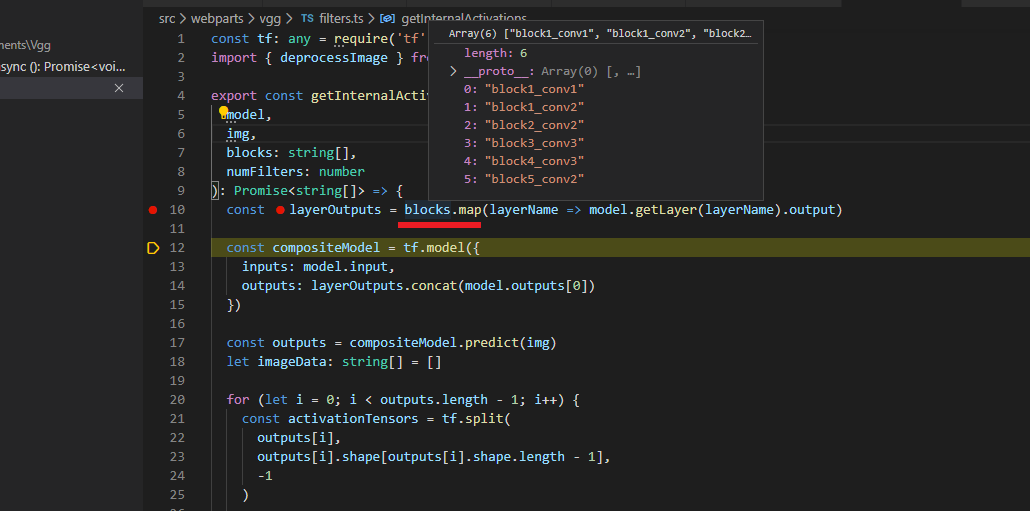 src > webparts > vgg > TS filters.ts > getInternalActivations
ments\Vgg
sync (): Promise<voi...
Array(6) ["block1_conv1", "block1_conv2", "block2…
length: 6
__proto__: Array(0) [, …]
0: "block1_conv1"
1: "block1_conv2"
2: "block2_conv2"
3: "block3_conv3"
4: "block4_conv3"
5: "block5_conv2"
1 const tf: any = require('tf'
2 import { deprocessImage } fro
3
4 export const getInternalActiv
5 model,
6 img,
7 blocks: string[],
8 numFilters: number
9 ): Promise<string[]> => {
10 const layerOutputs = blocks.map(layerName => model.getLayer(layerName).output)
11
12 const compositeModel = tf.model({
13 inputs: model.input,
14 outputs: layerOutputs.concat(model.outputs[0])
15 })
16
17 const outputs = compositeModel.predict(img)
18 let imageData: string[] = []
19
20 for (let i = 0; i < outputs.length - 1; i++) {
21 const activationTensors = tf.split(
22 outputs[i],
23 outputs[i].shape[outputs[i].shape.length - 1],
24 -1
25 )